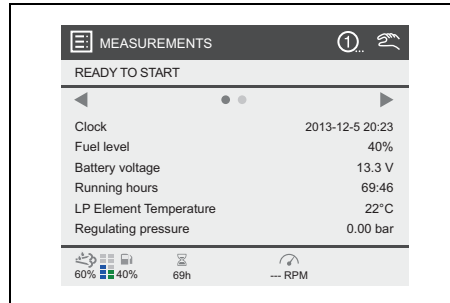 MEASUREMENTS 1...
READY TO START
Clock 2013-12-5 20:23
Fuel level 40%
Battery voltage 13.3 V
Running hours 69:46
LP Element Temperature 22°C
Regulating pressure 0.00 bar
60% 40% 69h --- RPM